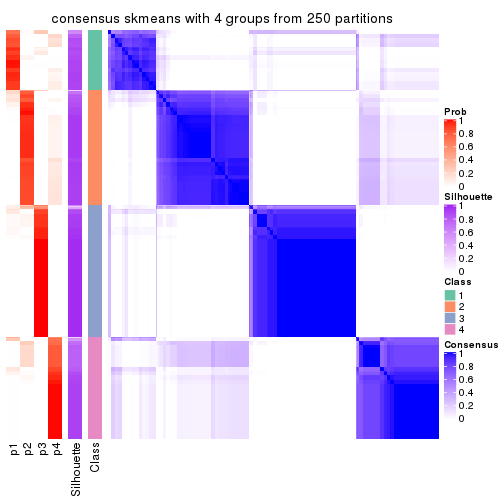 consensus skmeans with 4 groups from 250 partitions
Prob
1
0.8
0.6
0.4
0.2
0
Silhouette
1
0.8
0.6
0.4
0.2
0
Class
1
2
3
4
Consensus
1
0.8
0.6
0.4
0.2
0
p1
p2
p3
p4
Silhouette
Class